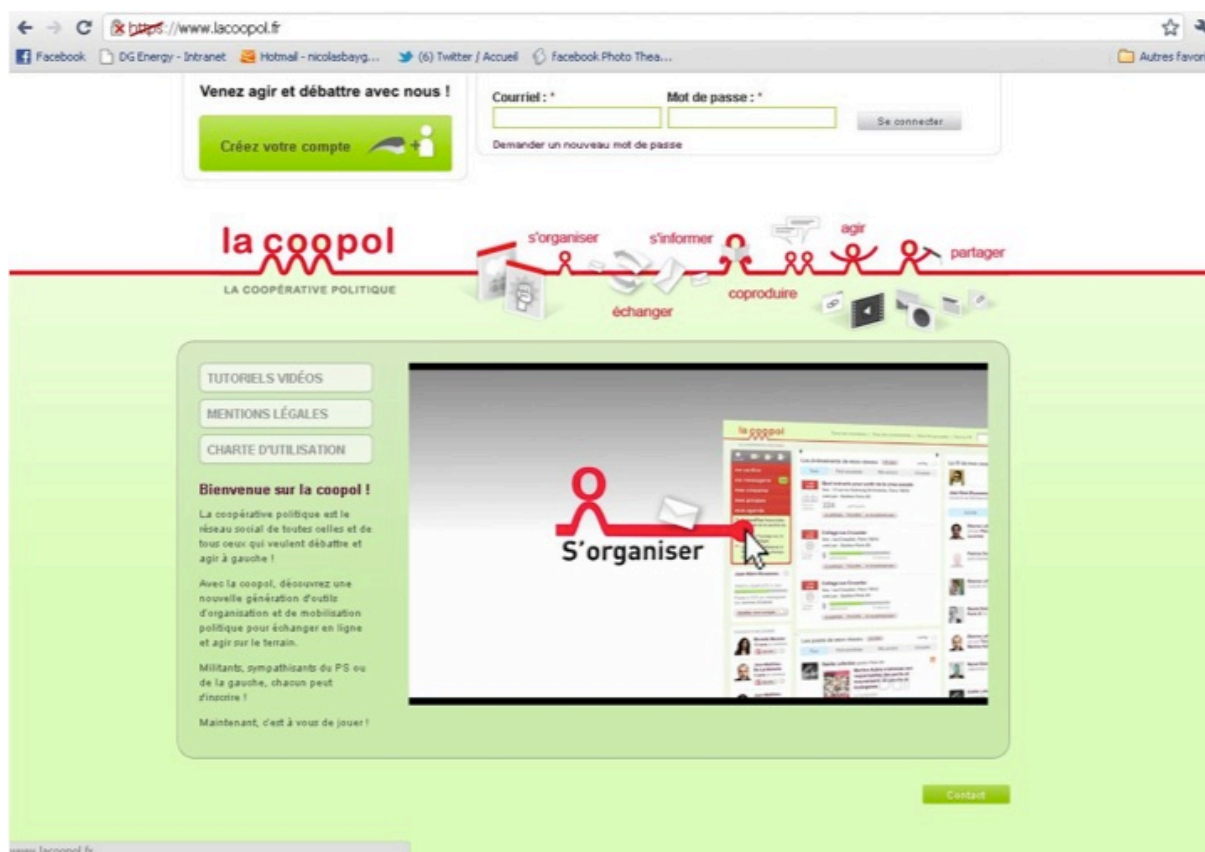 https://www.lacoopol.fr
Facebook DG Energy - Intranet Hotmail - nicolasbayg... (6) Twitter / Accueil Facebook Photo Thea... Autres favori
Venez agir et débattre avec nous !
Créez votre compte
Courriel : * Mot de passe : *
Se connecter
Demander un nouveau mot de passe
la coopol
LA COOPÉRATIVE POLITIQUE
s'organiser
échanger
s'informer
coproduire
agir
partager
TUTORIELS VIDÉOS
MENTIONS LÉGALES
CHARTE D'UTILISATION
Bienvenue sur la coopol !
La coopérative politique est le
réseau social de toutes celles et de
tous ceux qui veulent débattre et
agir à gauche !
Avec la coopol, découvrez une
nouvelle génération d'outils
d'organisation et de mobilisation
politique pour échanger en ligne
et agir sur le terrain.
Militants, sympathisants du PS ou
de la gauche, chacun peut
s'inscrire !
Maintenant, c'est à vous de jouer !
S'organiser
la coopol
Contact
www.lacoopol.fr